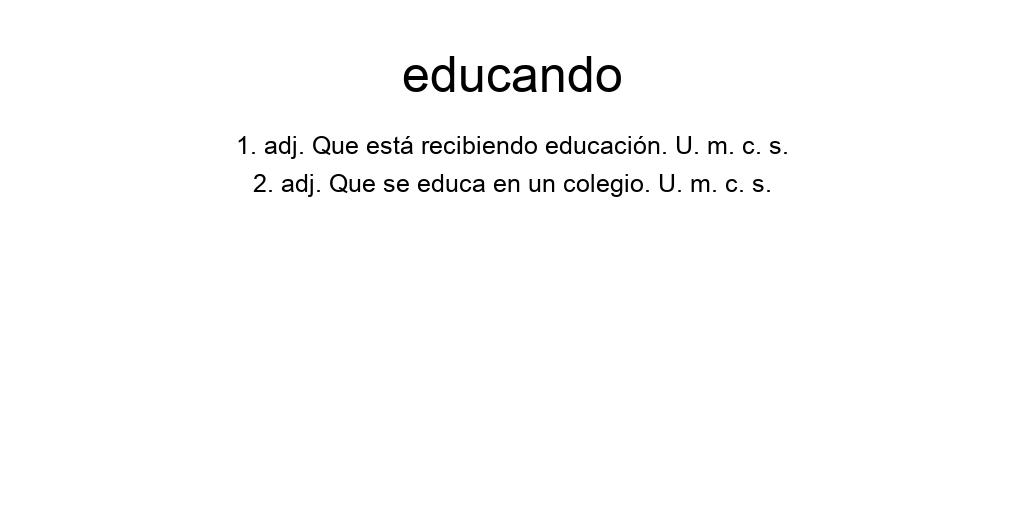 educando
1. adj. Que está recibiendo educación. U. m. c. s.
2. adj. Que se educa en un colegio. U. m. c. s.